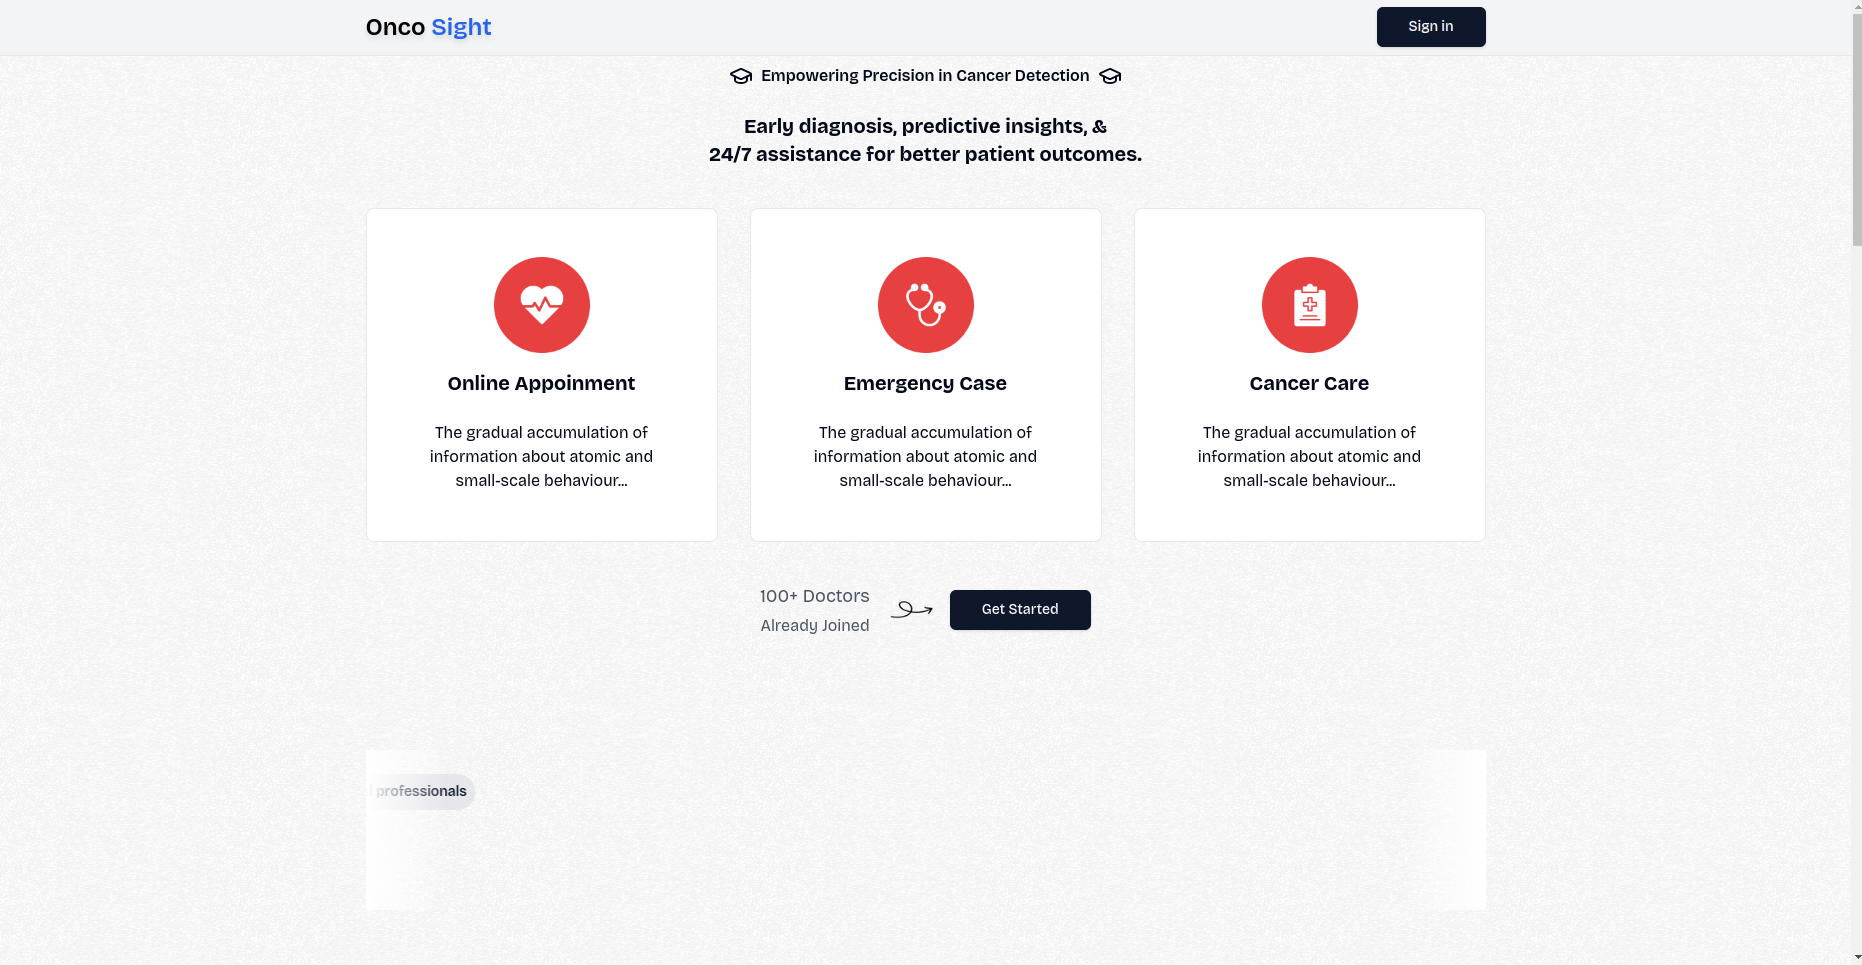 Onco Sight
Sign in
Empowering Precision in Cancer Detection
Early diagnosis, predictive insights, &
24/7 assistance for better patient outcomes.
Online Appoinment
The gradual accumulation of
information about atomic and
small-scale behaviour...
Emergency Case
The gradual accumulation of
information about atomic and
small-scale behaviour...
Cancer Care
The gradual accumulation of
information about atomic and
small-scale behaviour...
100+ Doctors
Already Joined
Get Started
professionals